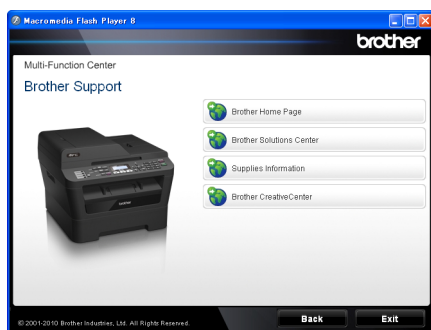 Macromedia Flash Player 8
brother
Multi-Function Center
Brother Support
Brother Home Page
Brother Solutions Center
Supplies Information
Brother CreativeCenter
brother
© 2001-2010 Brother Industries, Ltd. All Rights Reserved.
Back
Exit